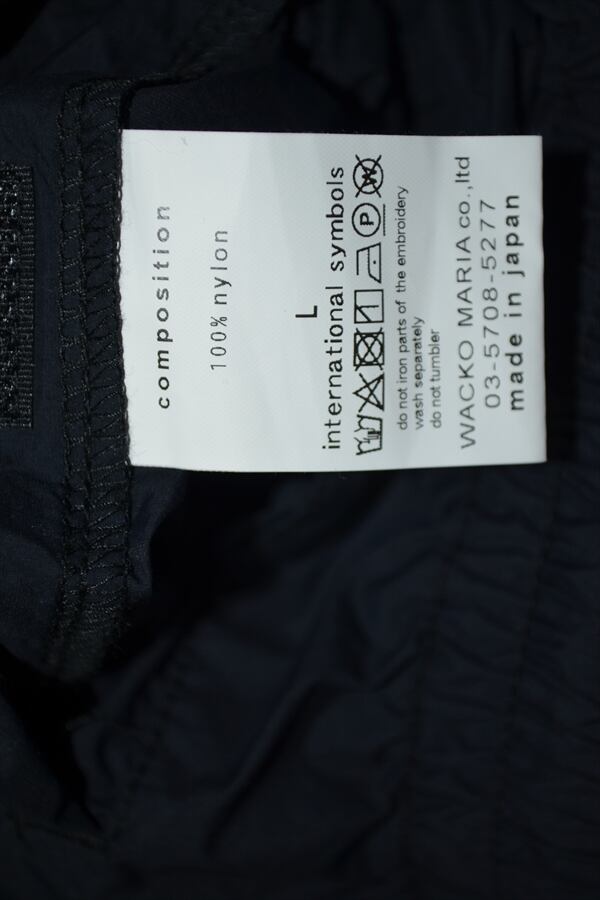 composition
100% nylon
L
international symbols
1 P W
do not iron parts of the embroidery
wash separately
do not tumbler
WACKO MARIA co.,ltd
03-5708-5277
made in japan